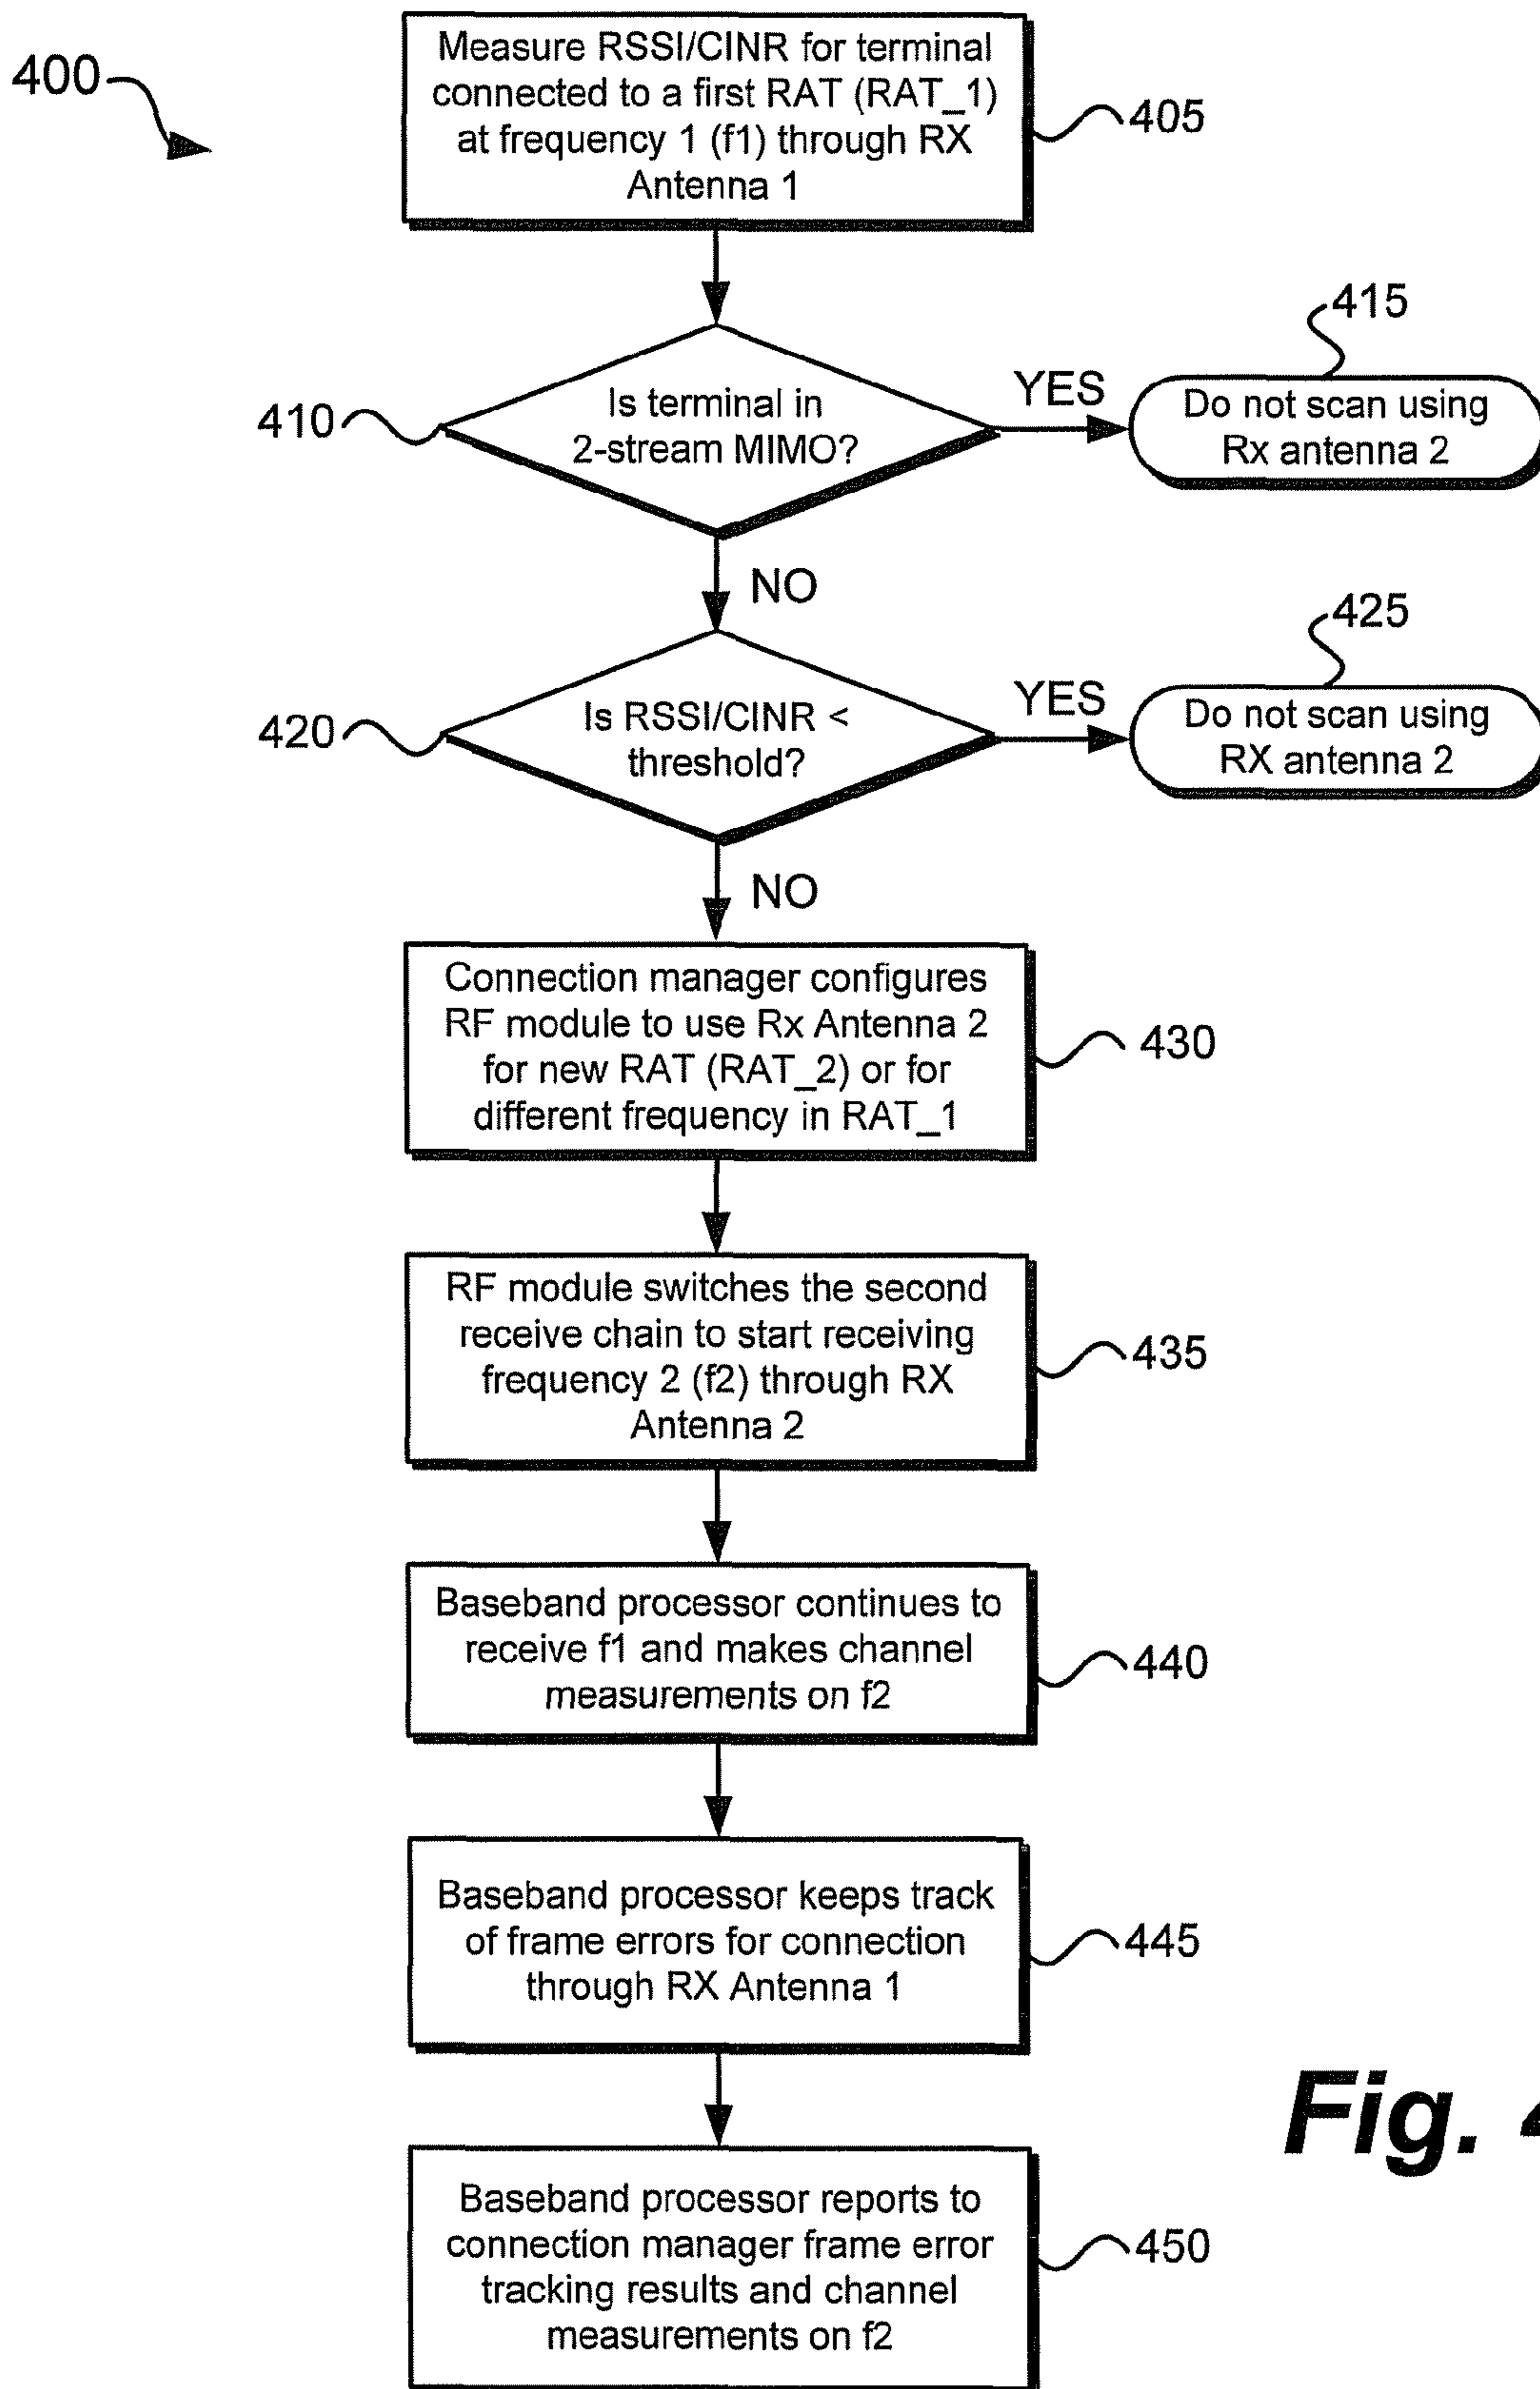 400
Measure RSSI/CINR for terminal
connected to a first RAT (RAT_1)
at frequency 1 (f1) through RX
Antenna 1
405
410
Is terminal in
2-stream MIMO?
YES
415
Do not scan using
Rx antenna 2
NO
420
Is RSSI/CINR <
threshold?
YES
425
Do not scan using
RX antenna 2
NO
Connection manager configures
RF module to use Rx Antenna 2
for new RAT (RAT_2) or for
different frequency in RAT_1
430
RF module switches the second
receive chain to start receiving
frequency 2 (f2) through RX
Antenna 2
435
Baseband processor continues to
receive f1 and makes channel
measurements on f2
440
Baseband processor keeps track
of frame errors for connection
through RX Antenna 1
445
Baseband processor reports to
connection manager frame error
tracking results and channel
measurements on f2
450
Fig. 4